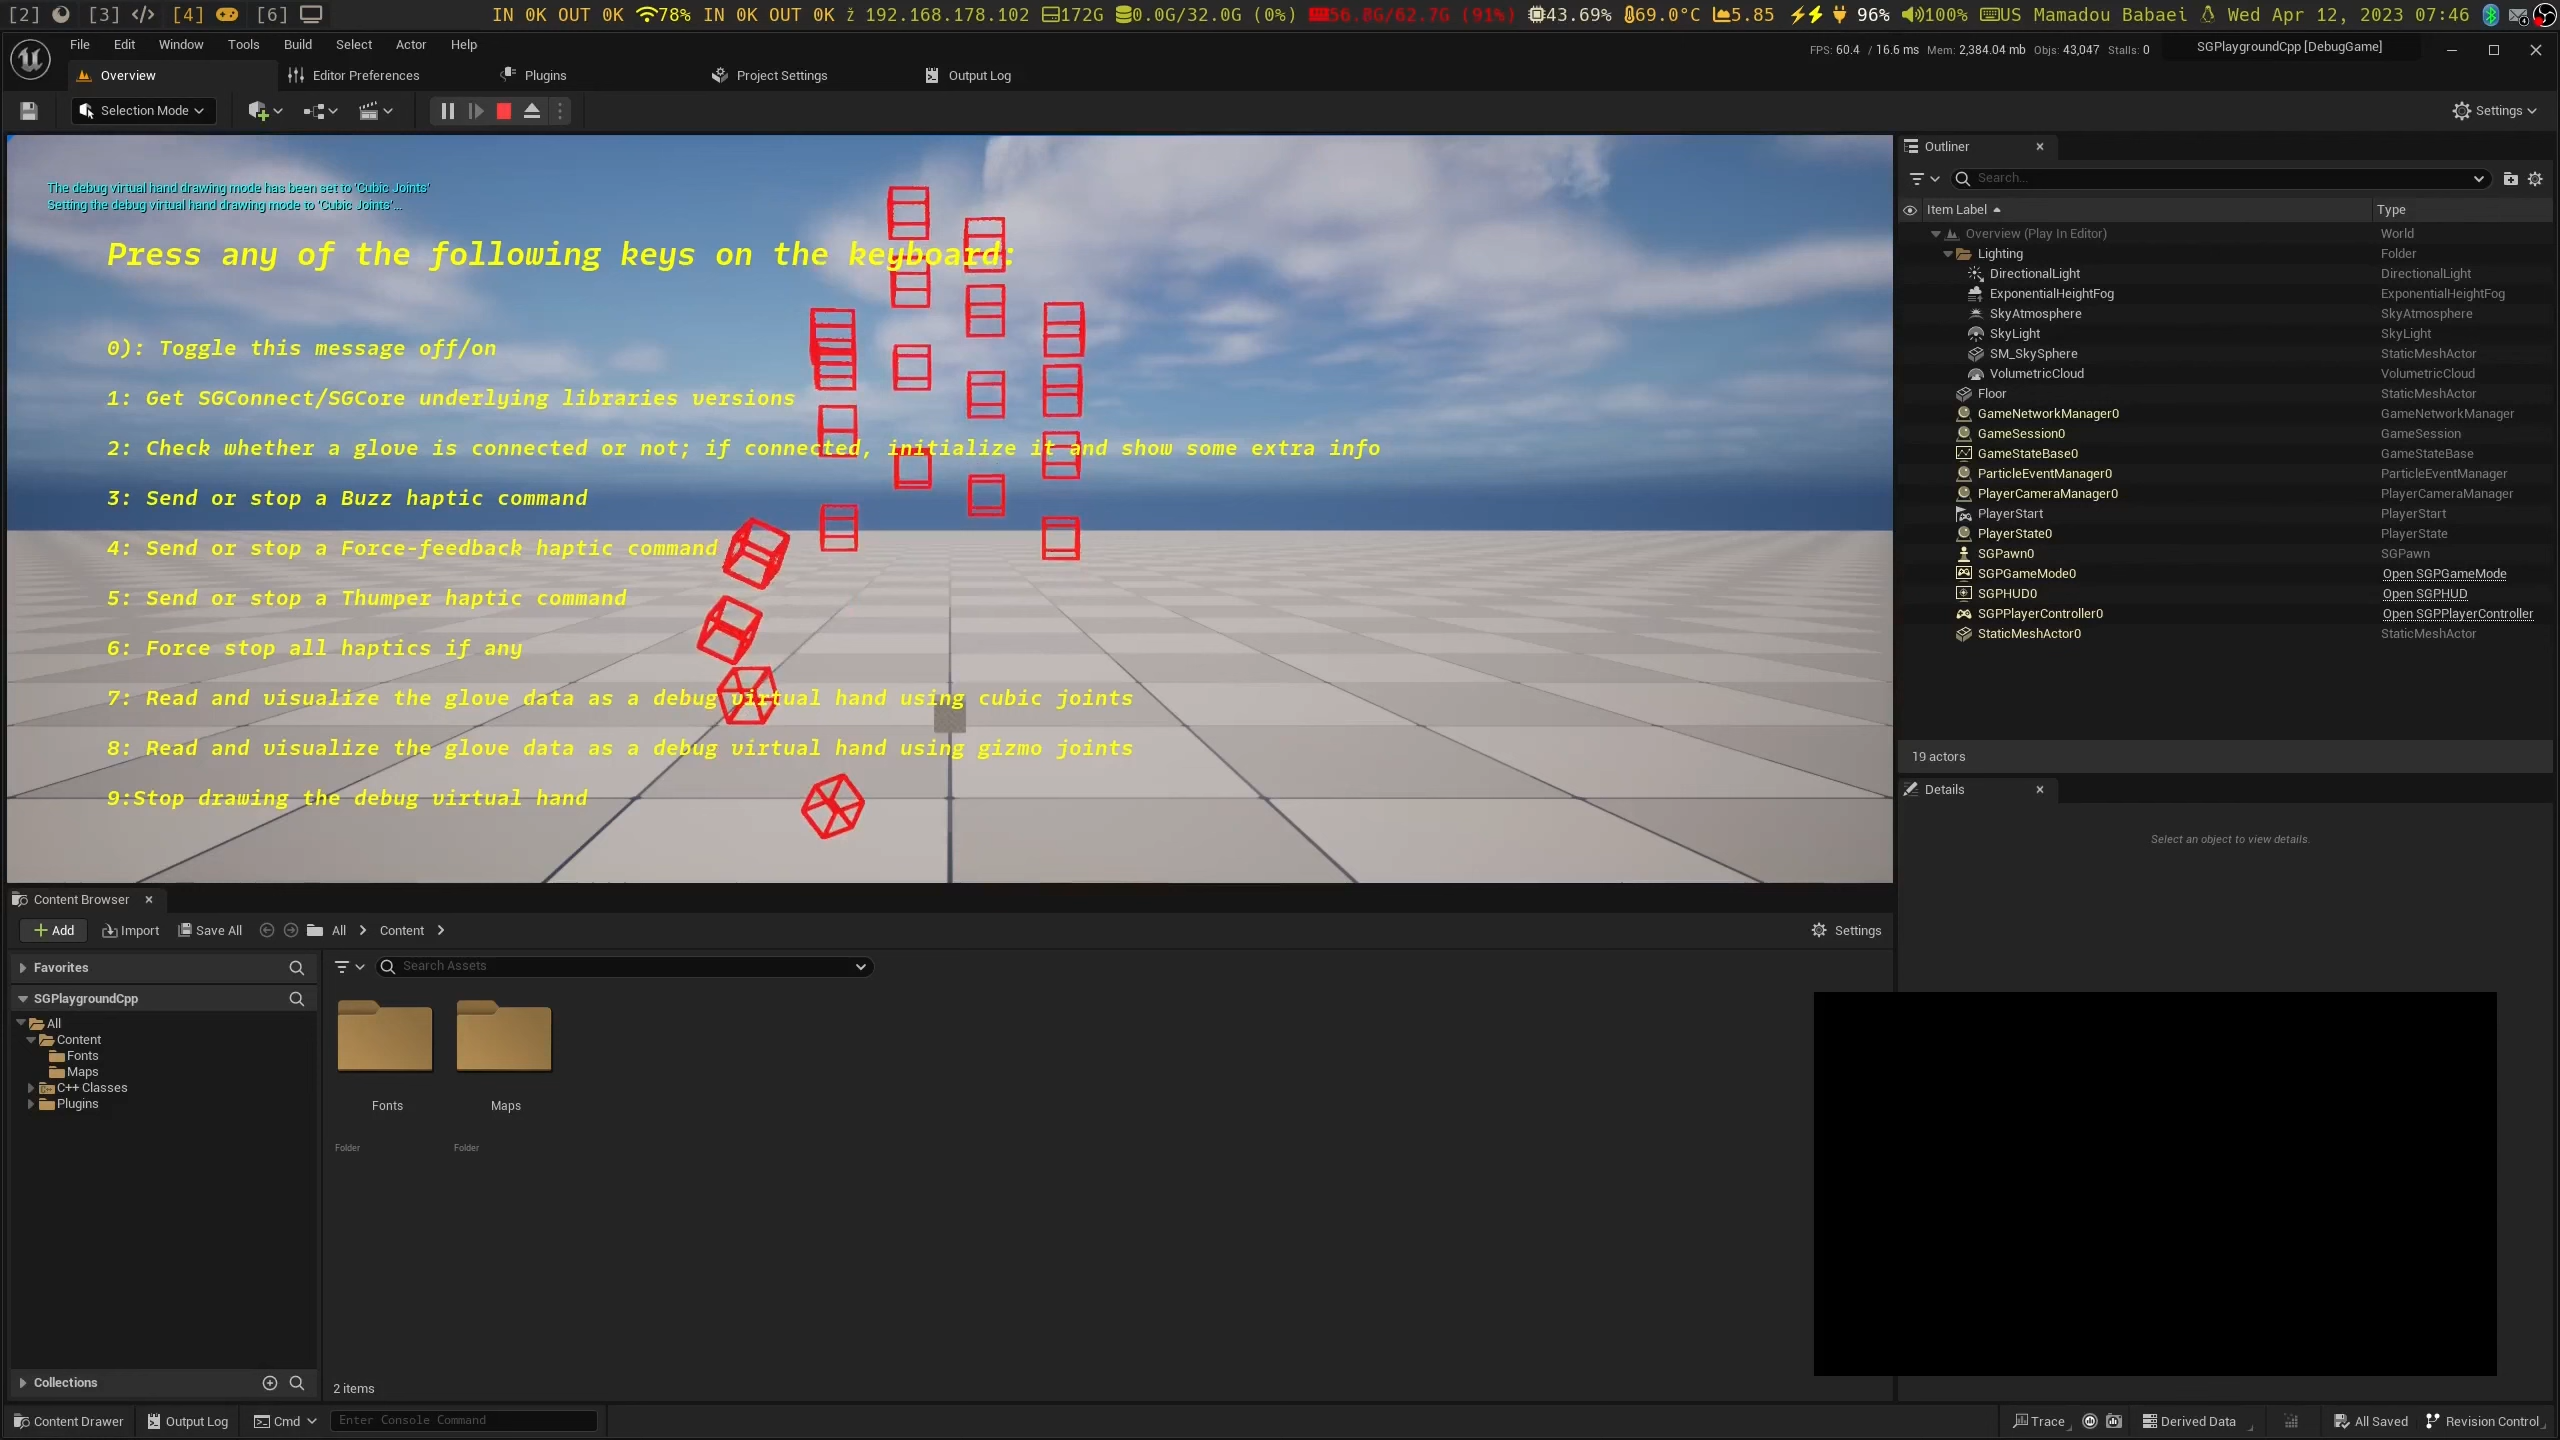 [2] [3] </> [4] [6] IN 0K OUT 0K 78% IN 0K OUT 0K ż 192.168.178.102 172G 0.0G/32.0G (0%) 56.8G/62.7G (91%) 43.69% 69.0°C 5.85 96% 100% US Mamadou Babaei Wed Apr 12, 2023 07:46
File Edit Window Tools Build Select Actor Help
FPS: 60.4 / 16.6 ms Mem: 2,384.04 mb Objs: 43,047 Stalls: 0 SGPlaygroundCpp [DebugGame]
Overview Editor Preferences Plugins Project Settings Output Log
Selection Mode Settings
The debug virtual hand drawing mode has been set to 'Cubic Joints'
Setting the debug virtual hand drawing mode to 'Cubic Joints'...
Press any of the following keys on the keyboard:
0): Toggle this message off/on
1: Get SGConnect/SGCore underlying libraries versions
2: Check whether a glove is connected or not; if connected, initialize it and show some extra info
3: Send or stop a Buzz haptic command
4: Send or stop a Force-feedback haptic command
5: Send or stop a Thumper haptic command
6: Force stop all haptics if any
7: Read and visualize the glove data as a debug virtual hand using cubic joints
8: Read and visualize the glove data as a debug virtual hand using gizmo joints
9:Stop drawing the debug virtual hand
Outliner
Search...
Item Label Type
Overview (Play In Editor) World
Lighting Folder
DirectionalLight DirectionalLight
ExponentialHeightFog ExponentialHeightFog
SkyAtmosphere SkyAtmosphere
SkyLight SkyLight
SM_SkySphere StaticMeshActor
VolumetricCloud VolumetricCloud
Floor StaticMeshActor
GameNetworkManager0 GameNetworkManager
GameSession0 GameSession
GameStateBase0 GameStateBase
ParticleEventManager0 ParticleEventManager
PlayerCameraManager0 PlayerCameraManager
PlayerStart PlayerStart
PlayerState0 PlayerState
SGPawn0 SGPawn
SGPGameMode0 Open SGPGameMode
SGPHUD0 Open SGPHUD
SGPPlayerController0 Open SGPPlayerController
StaticMeshActor0 StaticMeshActor
19 actors
Details
Select an object to view details.
Content Browser
Add Import Save All All Content Settings
Favorites
Search Assets
SGPlaygroundCpp
All
Content
Fonts
Maps
C++ Classes
Plugins
Fonts Maps
Folder Folder
Collections
2 items
Content Drawer Output Log Cmd Enter Console Command Trace Derived Data All Saved Revision Control